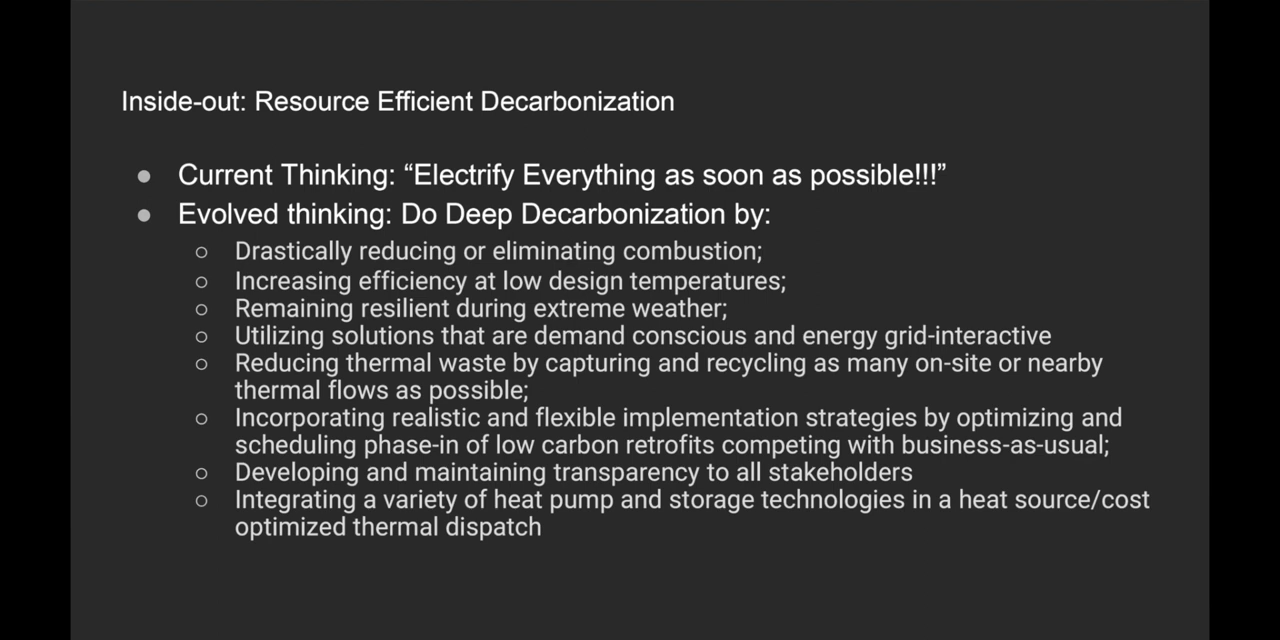 Inside-out: Resource Efficient Decarbonization
● Current Thinking: “Electrify Everything as soon as possible!!!”
● Evolved thinking: Do Deep Decarbonization by:
○ Drastically reducing or eliminating combustion;
○ Increasing efficiency at low design temperatures;
○ Remaining resilient during extreme weather;
○ Utilizing solutions that are demand conscious and energy grid-interactive
○ Reducing thermal waste by capturing and recycling as many on-site or nearby
thermal flows as possible;
○ Incorporating realistic and flexible implementation strategies by optimizing and
scheduling phase-in of low carbon retrofits competing with business-as-usual;
○ Developing and maintaining transparency to all stakeholders
○ Integrating a variety of heat pump and storage technologies in a heat source/cost
optimized thermal dispatch